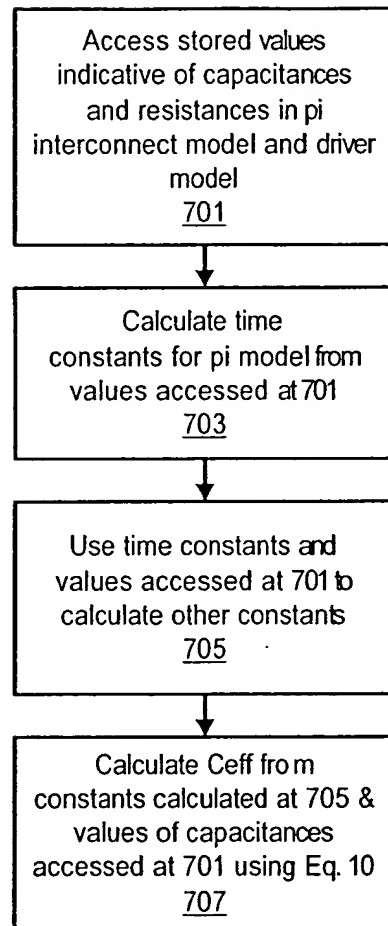 Access stored values
indicative of capacitances
and resistances in pi
interconnect model and driver
model
701
Calculate time
constants for pi model from
values accessed at 701
703
Use time constants and
values accessed at 701 to
calculate other constants
705
Calculate Ceff from
constants calculated at 705 &
values of capacitances
accessed at 701 using Eq. 10
707